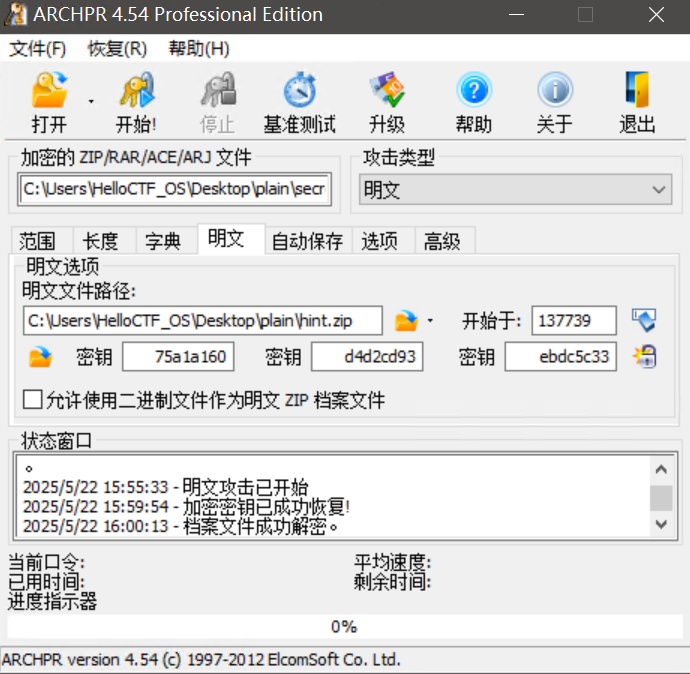 ARCHPR 4.54 Professional Edition
文件(F) 恢复(R) 帮助(H)
打开 开始! 停止 基准测试 升级 帮助 关于 退出
加密的 ZIP/RAR/ACE/ARJ 文件 攻击类型
C:\Users\HelloCTF_OS\Desktop\plain\secr 明文
范围 长度 字典 明文 自动保存 选项 高级
明文选项
明文文件路径:
C:\Users\HelloCTF_OS\Desktop\plain\hint.zip 开始于: 137739
密钥 75a1a160 密钥 d4d2cd93 密钥 ebdc5c33
允许使用二进制文件作为明文 ZIP 档案文件
状态窗口
。
2025/5/22 15:55:33 - 明文攻击已开始
2025/5/22 15:59:54 - 加密密钥已成功恢复!
2025/5/22 16:00:13 - 档案文件成功解密。
当前口令: 平均速度:
已用时间: 剩余时间:
进度指示器
0%
ARCHPR version 4.54 (c) 1997-2012 ElcomSoft Co. Ltd.